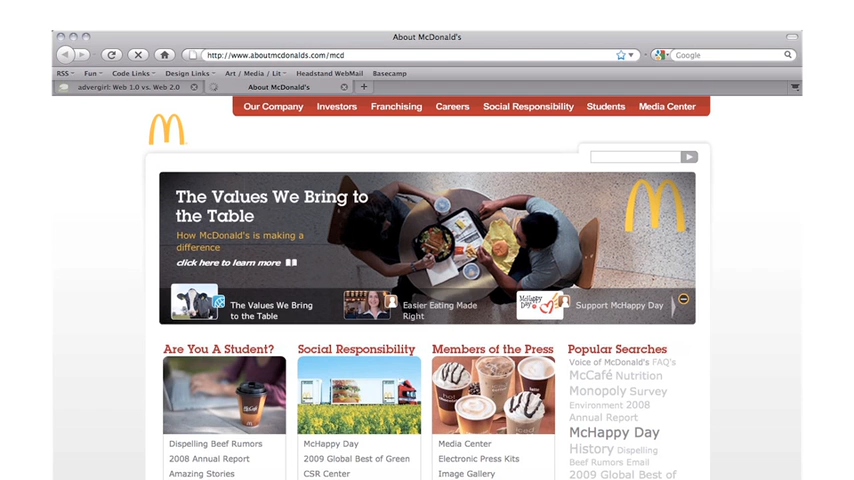 About McDonald's
http://www.aboutmcdonalds.com/mcd
Google
RSS Fun Code Links Design Links Art / Media / Lit Headstand WebMail Basecamp
advergirl: Web 1.0 vs. Web 2.0
About McDonald's
Our Company Investors Franchising Careers Social Responsibility Students Media Center
The Values We Bring to
the Table
How McDonald's is making a
difference
click here to learn more
The Values We Bring
to the Table
Easier Eating Made
Right
McHappy
Day
Support McHappy Day
Are You A Student?
Dispelling Beef Rumors
2008 Annual Report
Amazing Stories
Social Responsibility
McHappy Day
2009 Global Best of Green
CSR Center
Members of the Press
Media Center
Electronic Press Kits
Image Gallery
Popular Searches
Voice of McDonald's FAQ's
McCafé Nutrition
Monopoly Survey
Environment 2008
Annual Report
McHappy Day
History Dispelling
Beef Rumors Email
2009 Global Best of